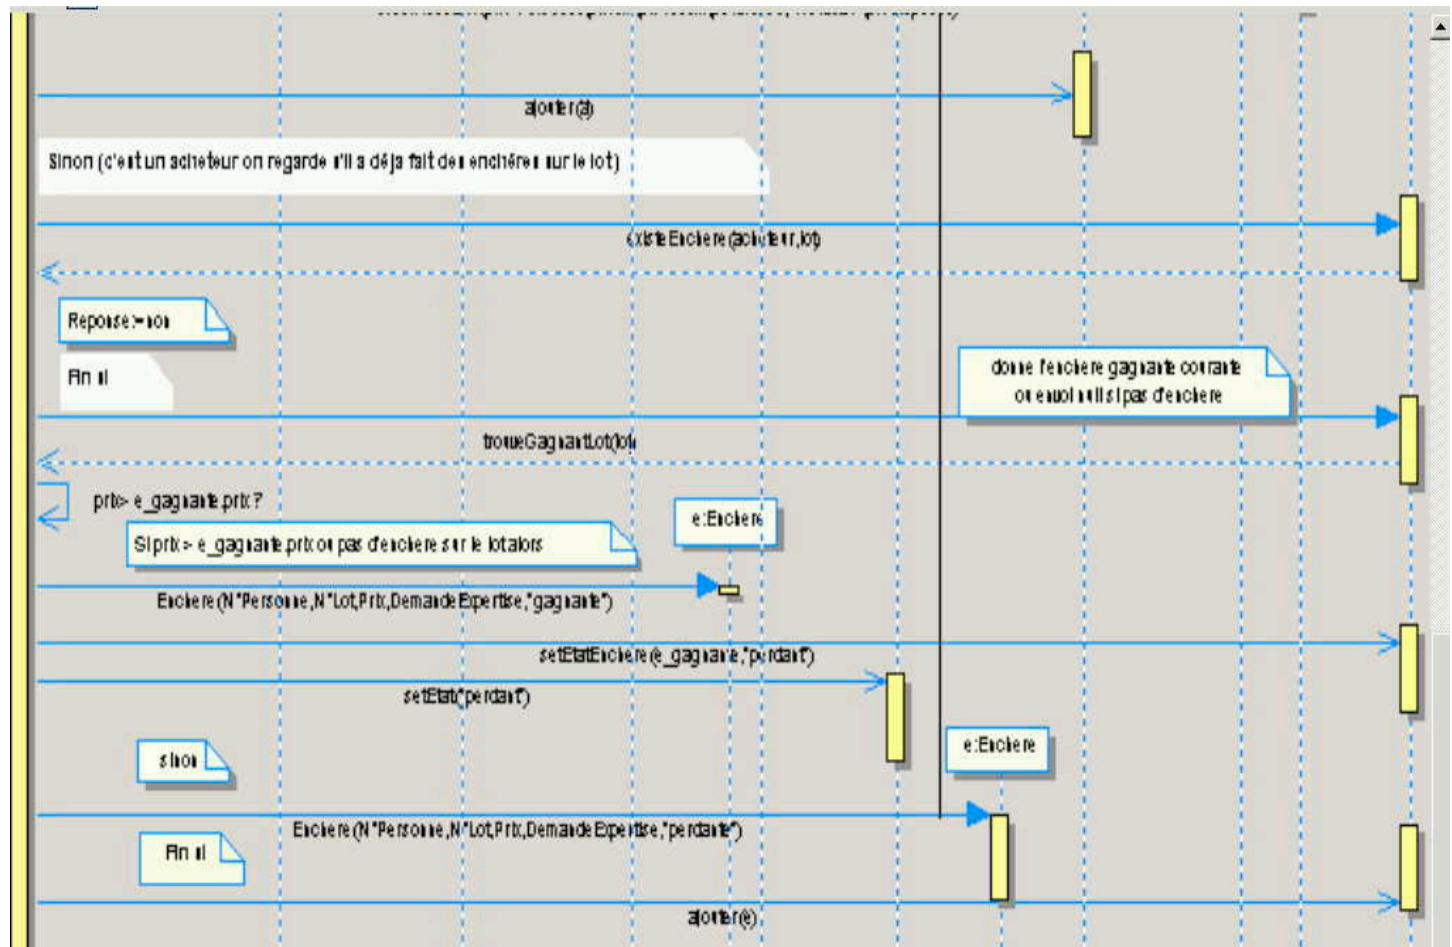 ajouter(a)
Sinon (c'est un acheteur on regarde s'il a déja fait des enchères sur le lot)
existeEnchere(acheteur,lot)
Reponse:=non
Fin si
donne l'enchere gagnante courante
ou envoi null si pas d'enchere
trouveGagnantLot(lot)
prix> e_gagnante.prix ?
e:Enchere
Si prix > e_gagnante.prix ou pas d'enchere sur le lot alors
Enchere(N°Personne,N°Lot,Prix,DemandeExpertise,"gagnante")
setEtatEnchere(e_gagnante,"perdant")
setEtat("perdant")
sinon
e:Enchere
Enchere(N°Personne,N°Lot,Prix,DemandeExpertise,"perdante")
Fin si
ajouter(e)